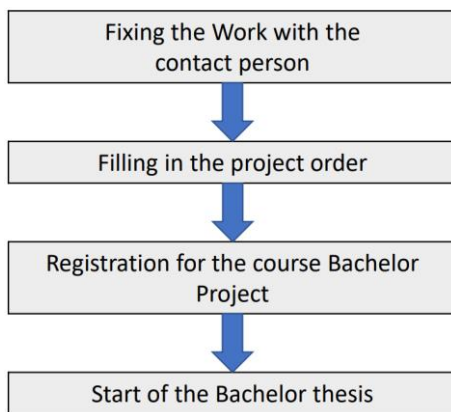 Fixing the Work with the
contact person
Filling in the project order
Registration for the course Bachelor
Project
Start of the Bachelor thesis